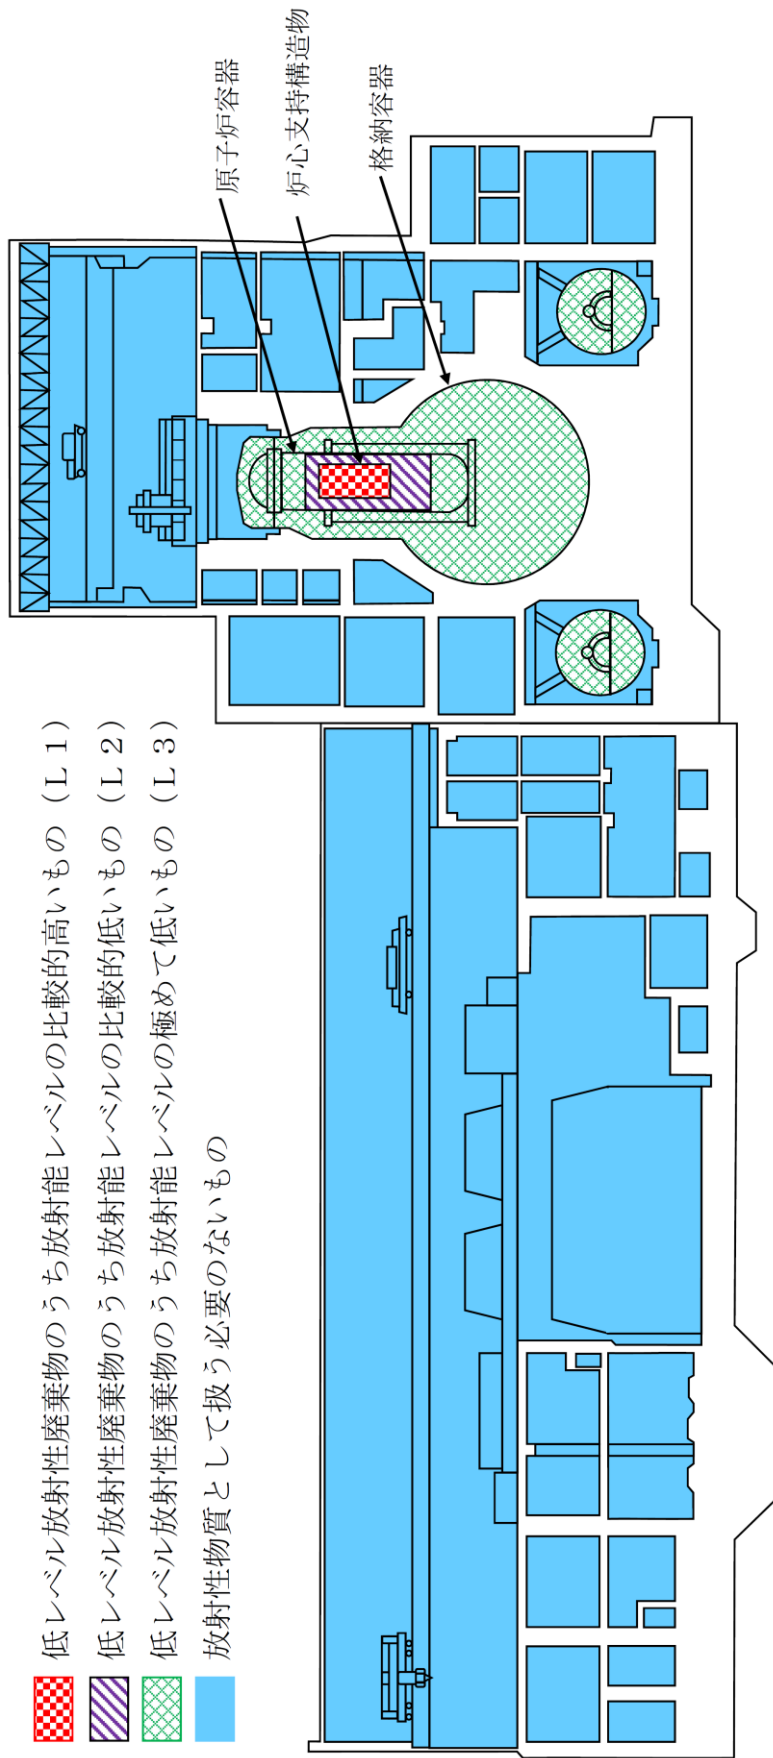 低レベル放射性廃棄物のうち放射能レベルの比較的高いもの（Ｌ１）
低レベル放射性廃棄物のうち放射能レベルの比較的低いもの（Ｌ２）
低レベル放射性廃棄物のうち放射能レベルの極めて低いもの（Ｌ３）
放射性物質として扱う必要のないもの
原子炉容器
炉心支持構造物
格納容器